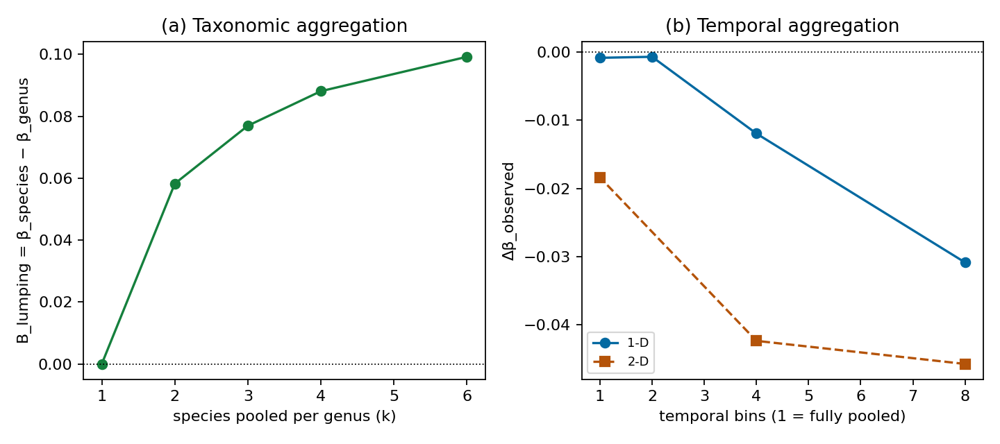 (a) Taxonomic aggregation
B_lumping = β_species − β_genus
0.10
0.08
0.06
0.04
0.02
0.00
1 2 3 4 5 6
species pooled per genus (k)
(b) Temporal aggregation
Δβ_observed
0.00
−0.01
−0.02
−0.03
−0.04
1-D
2-D
1 2 3 4 5 6 7 8
temporal bins (1 = fully pooled)